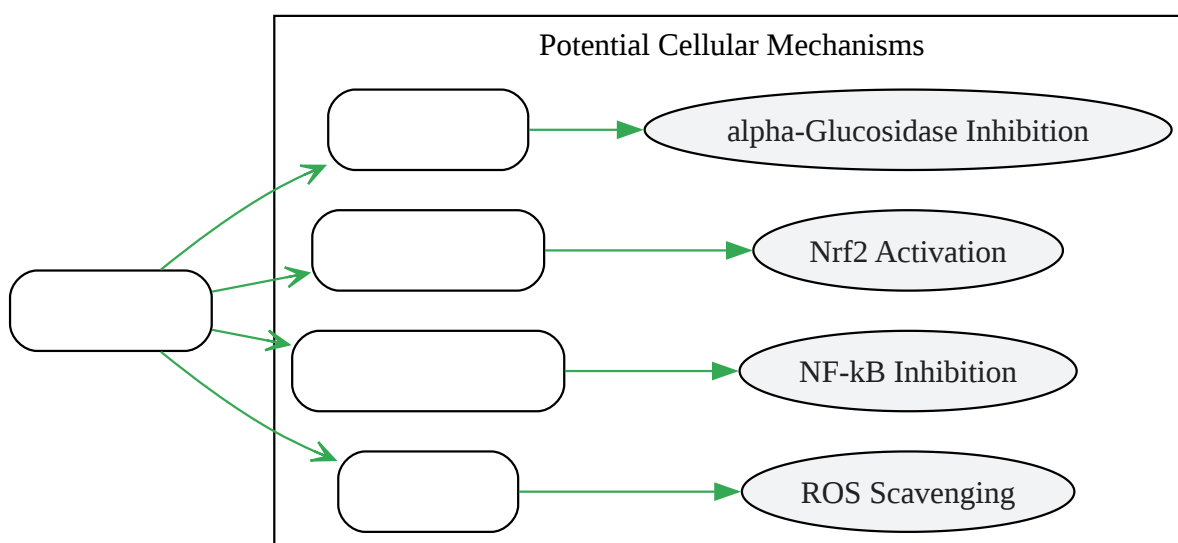 Potential Cellular Mechanisms
alpha-Glucosidase Inhibition
Nrf2 Activation
NF-kB Inhibition
ROS Scavenging